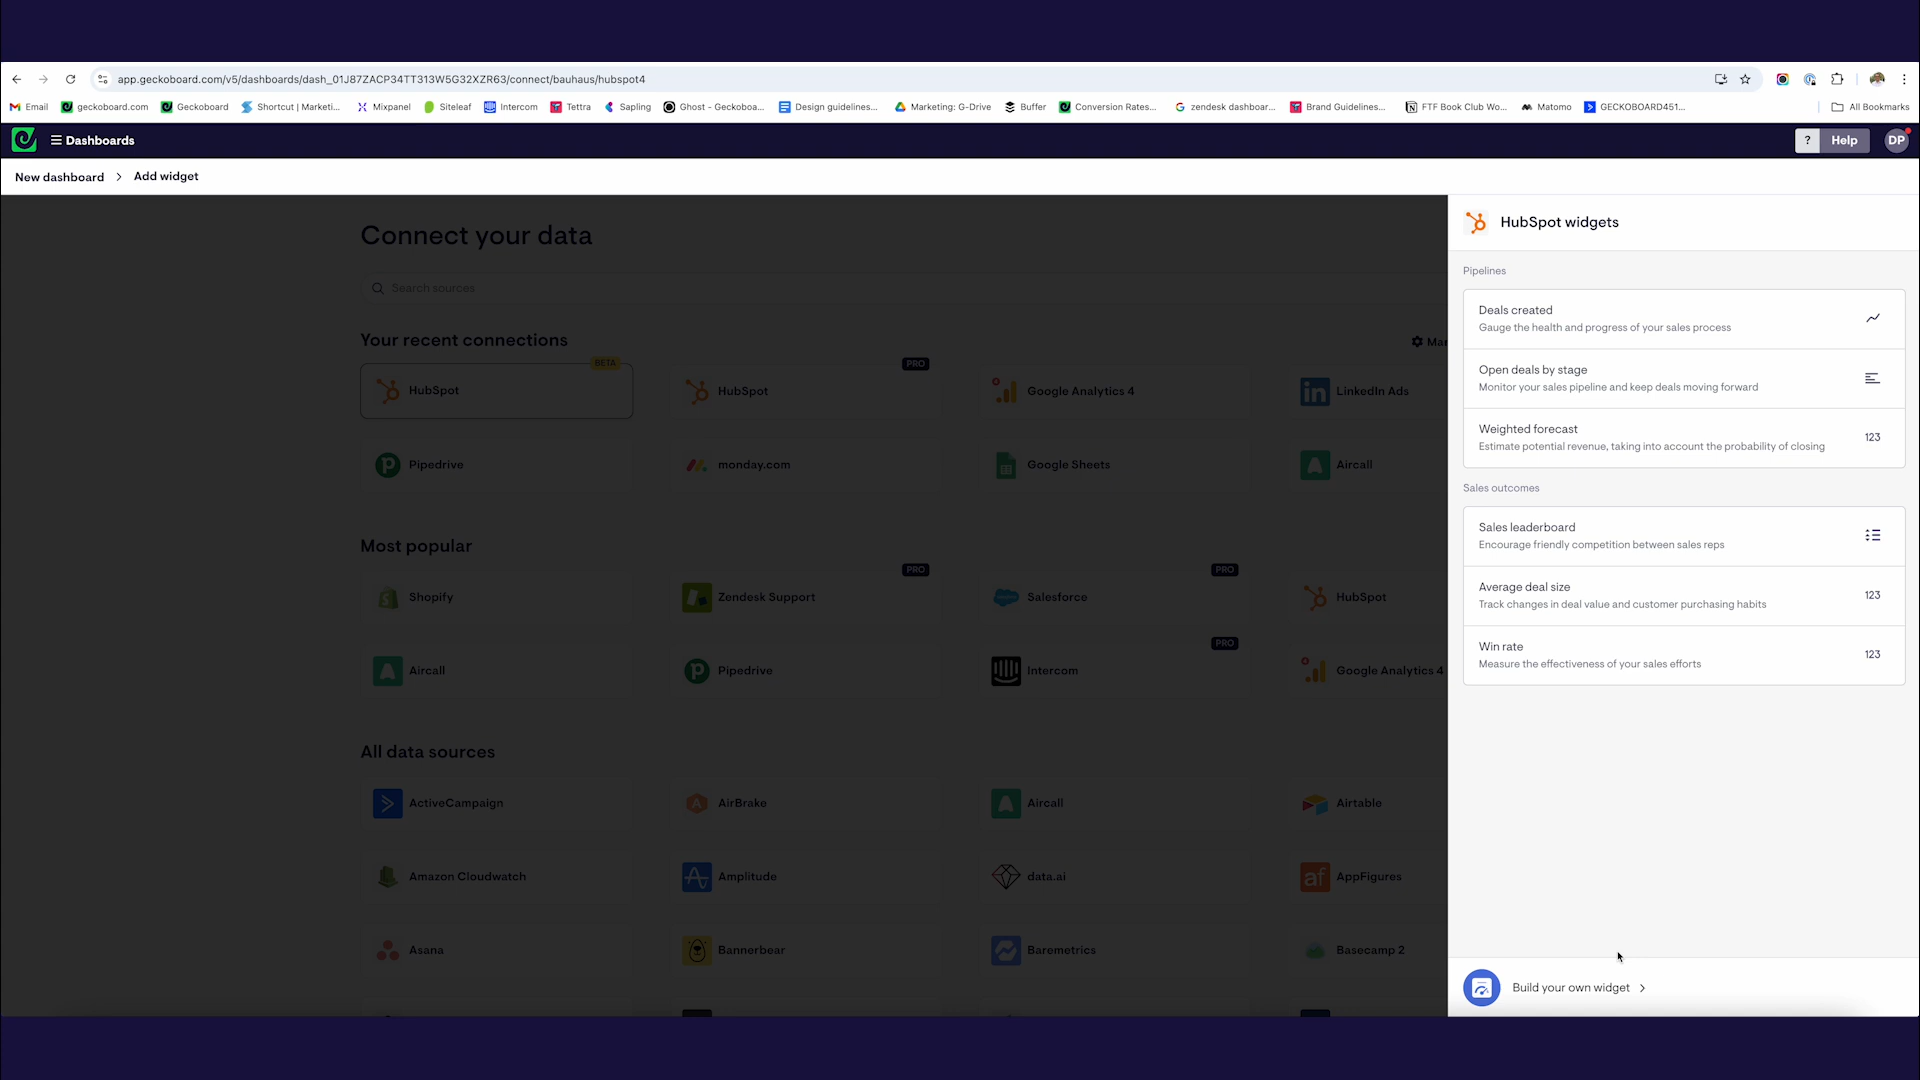 app.geckoboard.com/v5/dashboards/dash_01J87ZACP34TT313W5G32XZR63/connect/bauhaus/hubspot4
Email geckoboard.com Geckoboard Shortcut | Marketi... Mixpanel Siteleaf Intercom Tettra Sapling Ghost - Geckoboa... Design guidelines... Marketing: G-Drive Buffer Conversion Rates... zendesk dashboar... Brand Guidelines... FTF Book Club Wo... Matomo GECKOBOARD451... All Bookmarks
Dashboards ? Help DP
New dashboard > Add widget
Connect your data
Search sources
Your recent connections
Mar
BETA
HubSpot
PRO
HubSpot
Google Analytics 4
LinkedIn Ads
Pipedrive
monday.com
Google Sheets
Aircall
Most popular
Shopify
PRO
Zendesk Support
PRO
Salesforce
HubSpot
Aircall
Pipedrive
PRO
Intercom
Google Analytics 4
All data sources
ActiveCampaign
AirBrake
Aircall
Airtable
Amazon Cloudwatch
Amplitude
data.ai
af AppFigures
Asana
Bannerbear
Baremetrics
Basecamp 2
HubSpot widgets
Pipelines
Deals created
Gauge the health and progress of your sales process
Open deals by stage
Monitor your sales pipeline and keep deals moving forward
Weighted forecast
Estimate potential revenue, taking into account the probability of closing
123
Sales outcomes
Sales leaderboard
Encourage friendly competition between sales reps
Average deal size
Track changes in deal value and customer purchasing habits
123
Win rate
Measure the effectiveness of your sales efforts
123
Build your own widget >